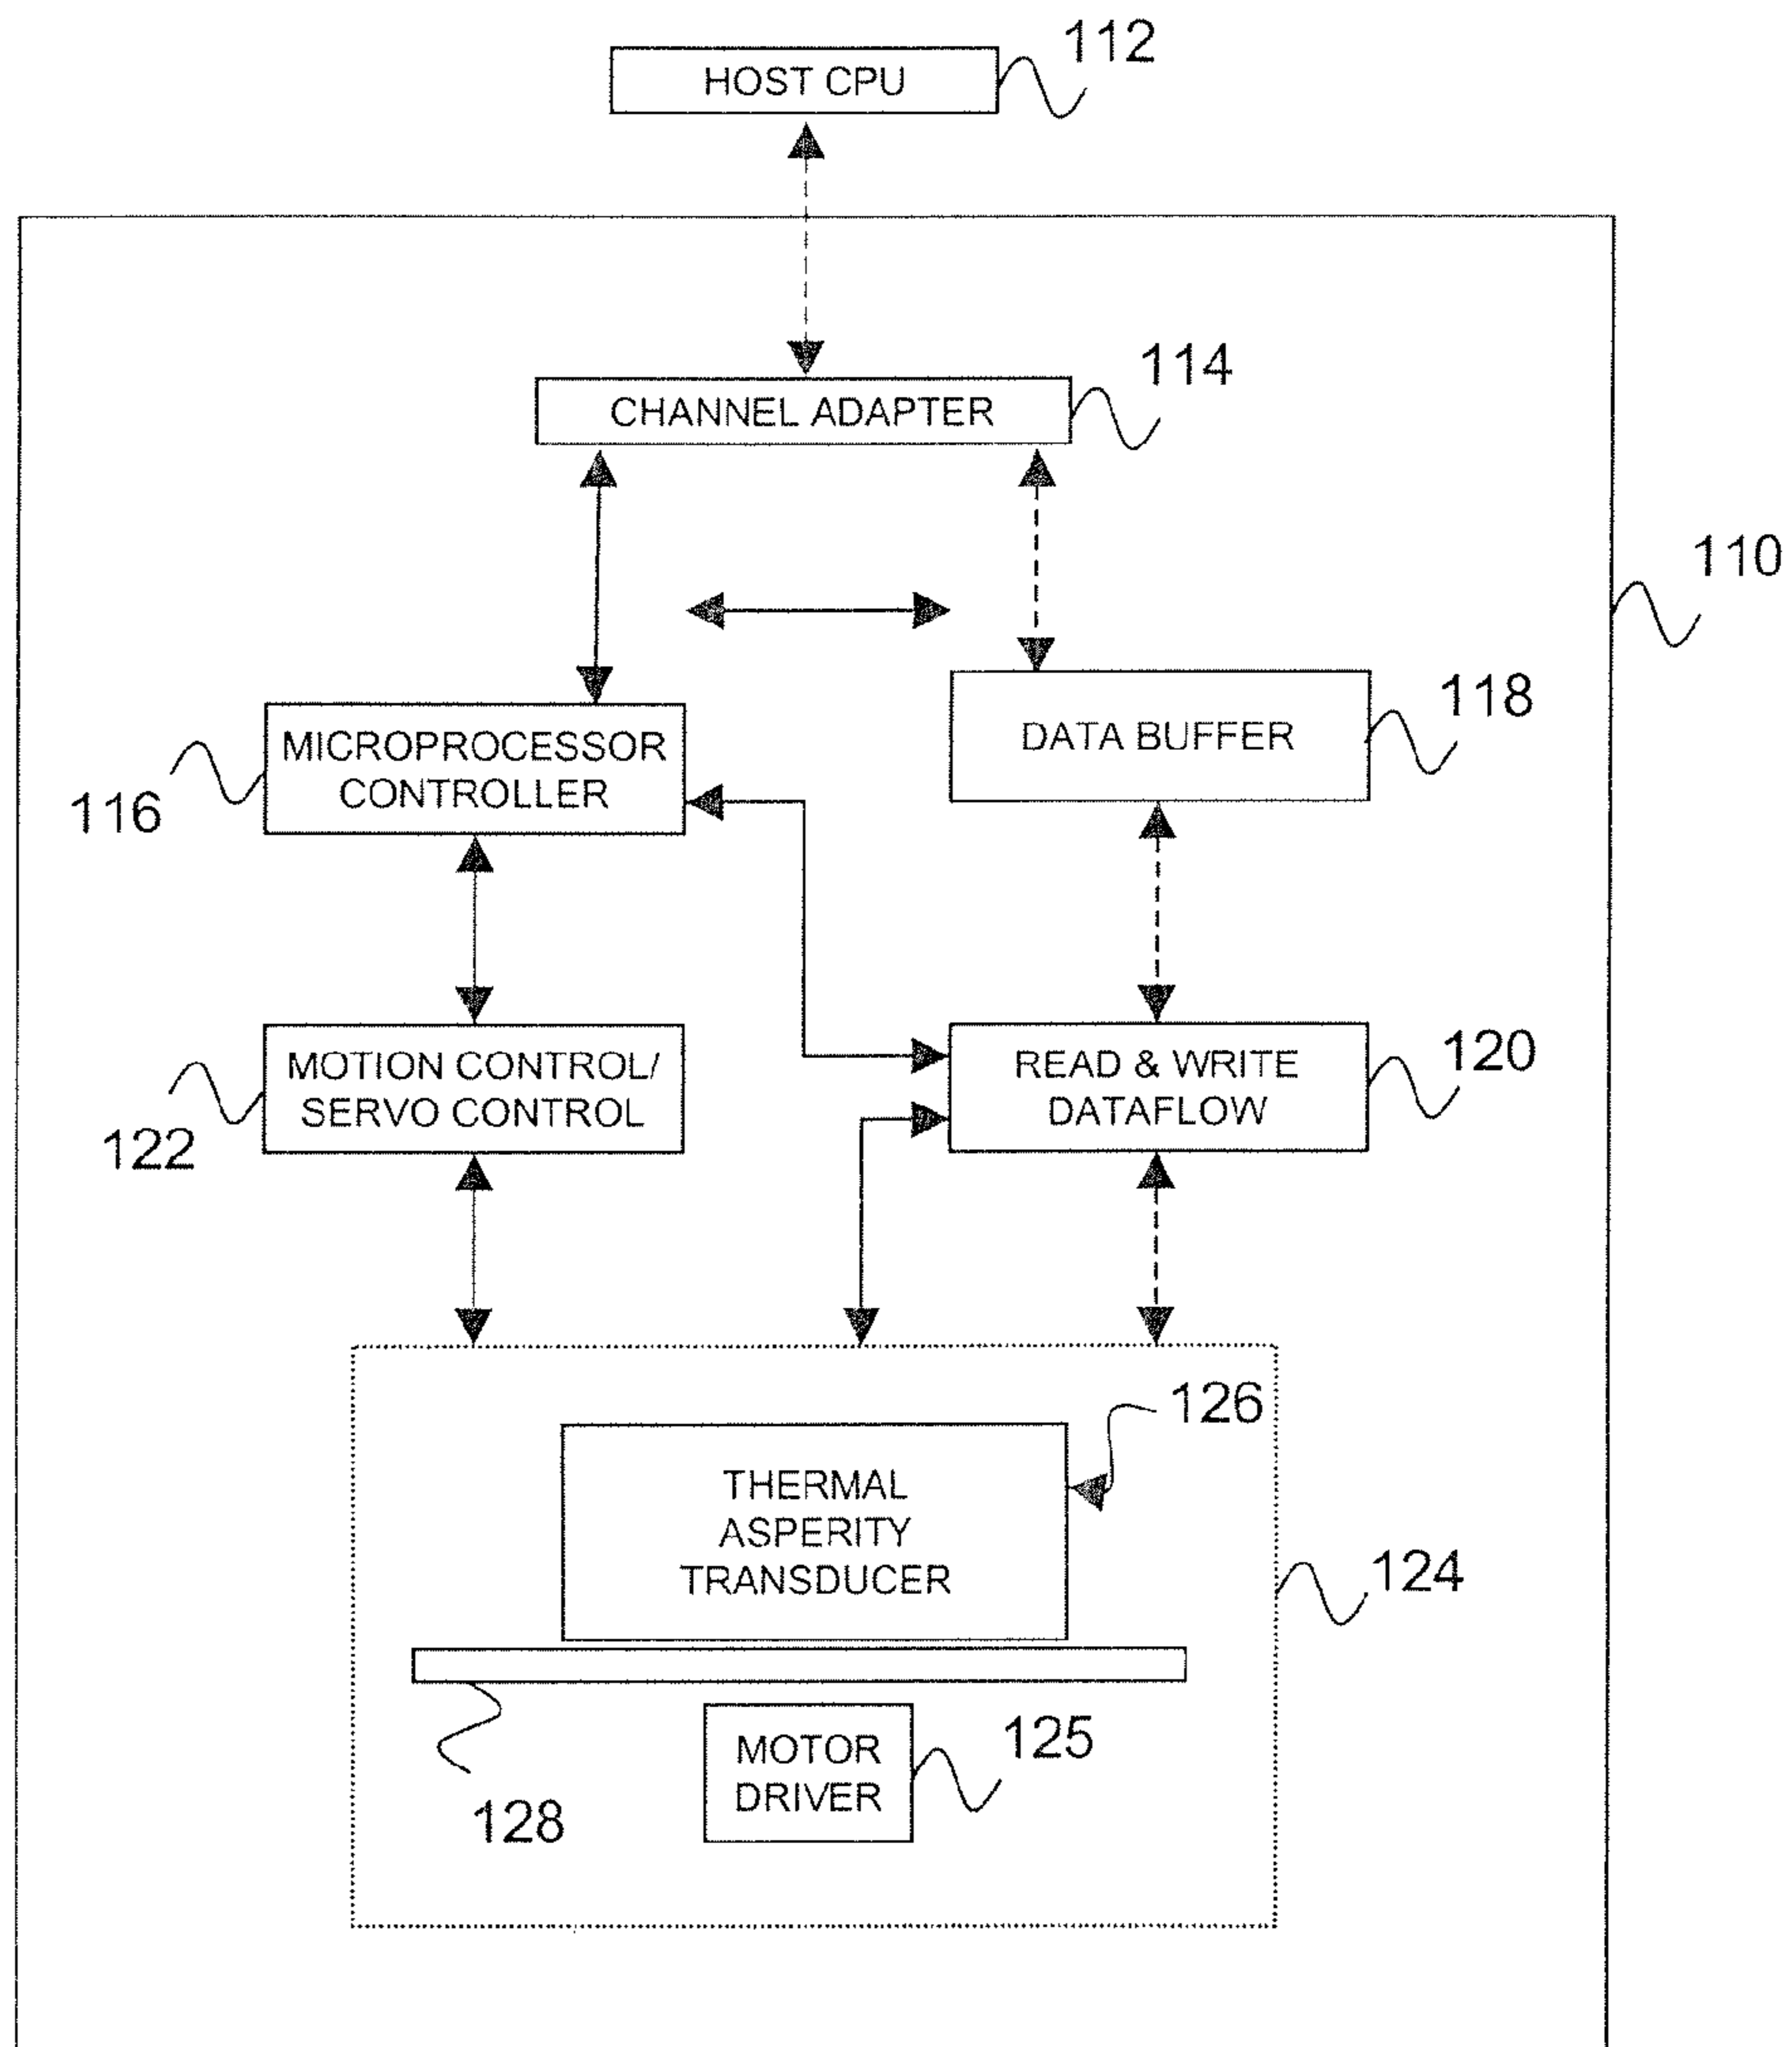 112
HOST CPU
114
CHANNEL ADAPTER
110
118
MICROPROCESSOR
CONTROLLER
DATA BUFFER
116
120
MOTION CONTROL/
SERVO CONTROL
READ & WRITE
DATAFLOW
122
126
THERMAL
ASPERITY
TRANSDUCER
124
125
MOTOR
DRIVER
128